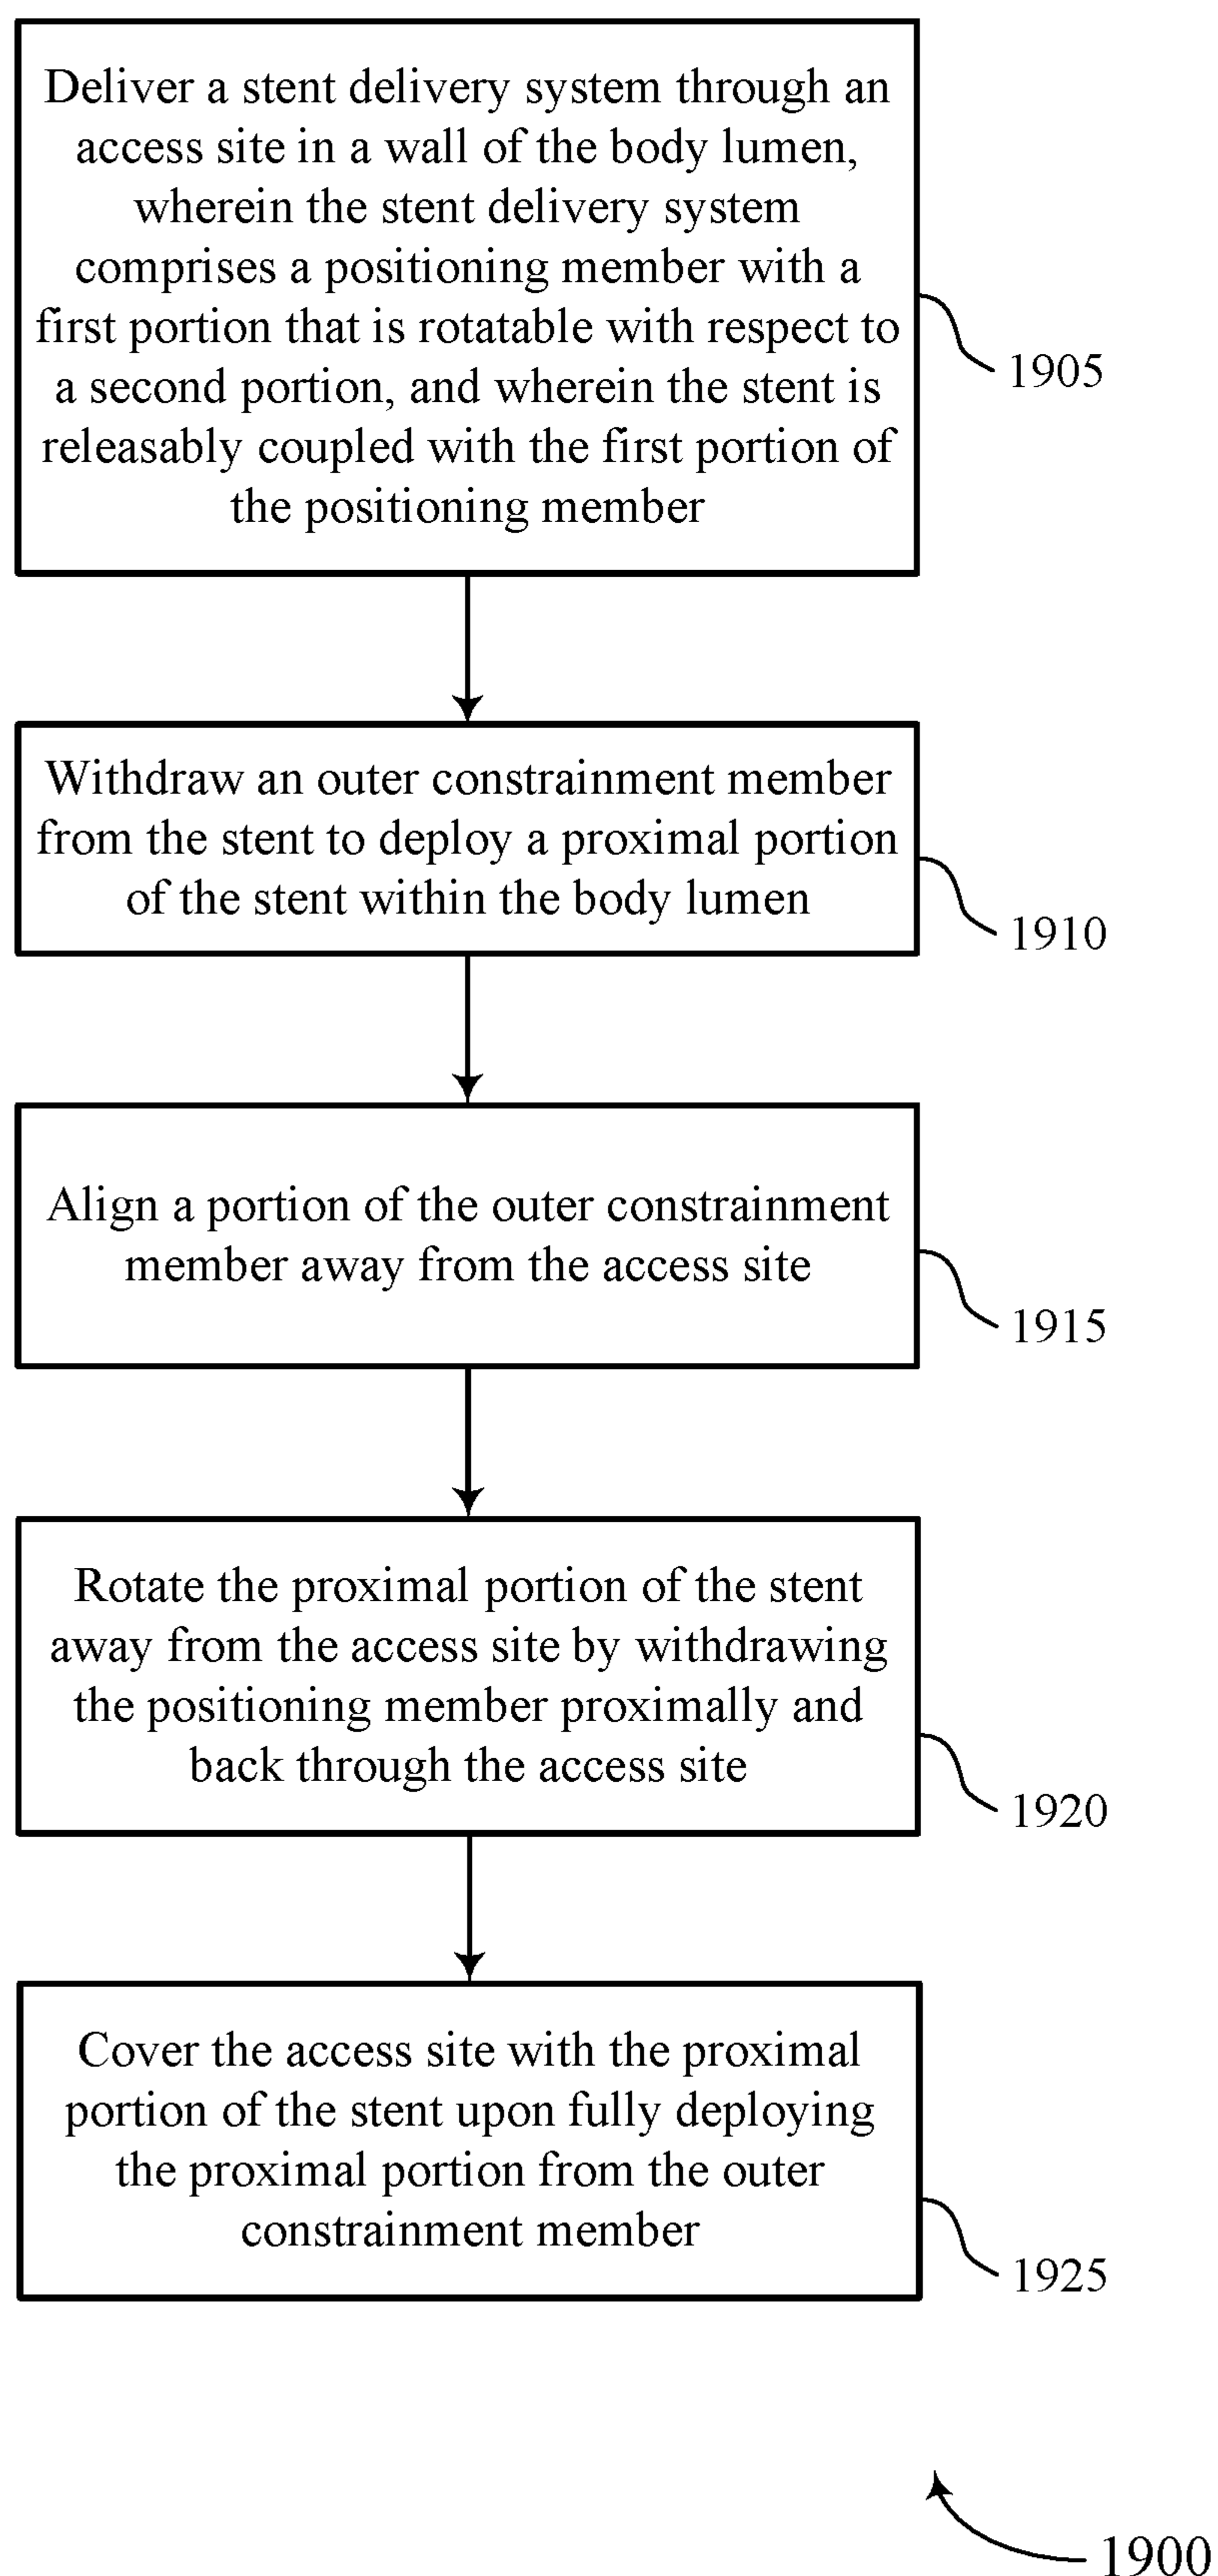 Deliver a stent delivery system through an
access site in a wall of the body lumen,
wherein the stent delivery system
comprises a positioning member with a
first portion that is rotatable with respect to
a second portion, and wherein the stent is
releasably coupled with the first portion of
the positioning member
1905
Withdraw an outer constrainment member
from the stent to deploy a proximal portion
of the stent within the body lumen
1910
Align a portion of the outer constrainment
member away from the access site
1915
Rotate the proximal portion of the stent
away from the access site by withdrawing
the positioning member proximally and
back through the access site
1920
Cover the access site with the proximal
portion of the stent upon fully deploying
the proximal portion from the outer
constrainment member
1925
1900